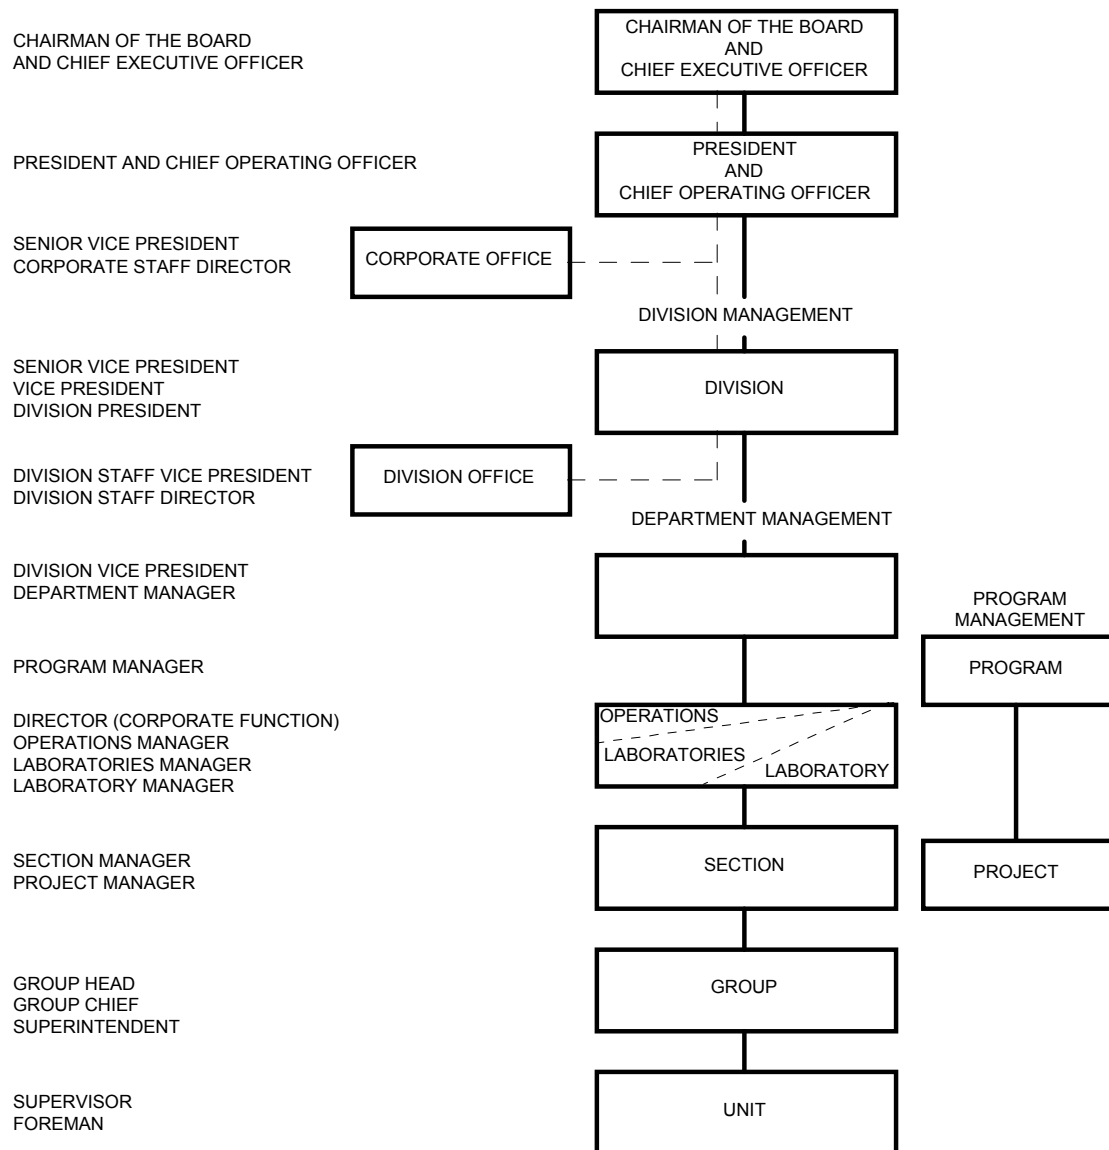 CHAIRMAN OF THE BOARD
AND CHIEF EXECUTIVE OFFICER
CHAIRMAN OF THE BOARD
AND
CHIEF EXECUTIVE OFFICER
PRESIDENT AND CHIEF OPERATING OFFICER
PRESIDENT
AND
CHIEF OPERATING OFFICER
SENIOR VICE PRESIDENT
CORPORATE STAFF DIRECTOR
CORPORATE OFFICE
DIVISION MANAGEMENT
SENIOR VICE PRESIDENT
VICE PRESIDENT
DIVISION PRESIDENT
DIVISION
DIVISION STAFF VICE PRESIDENT
DIVISION STAFF DIRECTOR
DIVISION OFFICE
DEPARTMENT MANAGEMENT
DIVISION VICE PRESIDENT
DEPARTMENT MANAGER
PROGRAM
MANAGEMENT
PROGRAM MANAGER
PROGRAM
DIRECTOR (CORPORATE FUNCTION)
OPERATIONS MANAGER
LABORATORIES MANAGER
LABORATORY MANAGER
OPERATIONS
LABORATORIES
LABORATORY
SECTION MANAGER
PROJECT MANAGER
SECTION
PROJECT
GROUP HEAD
GROUP CHIEF
SUPERINTENDENT
GROUP
SUPERVISOR
FOREMAN
UNIT